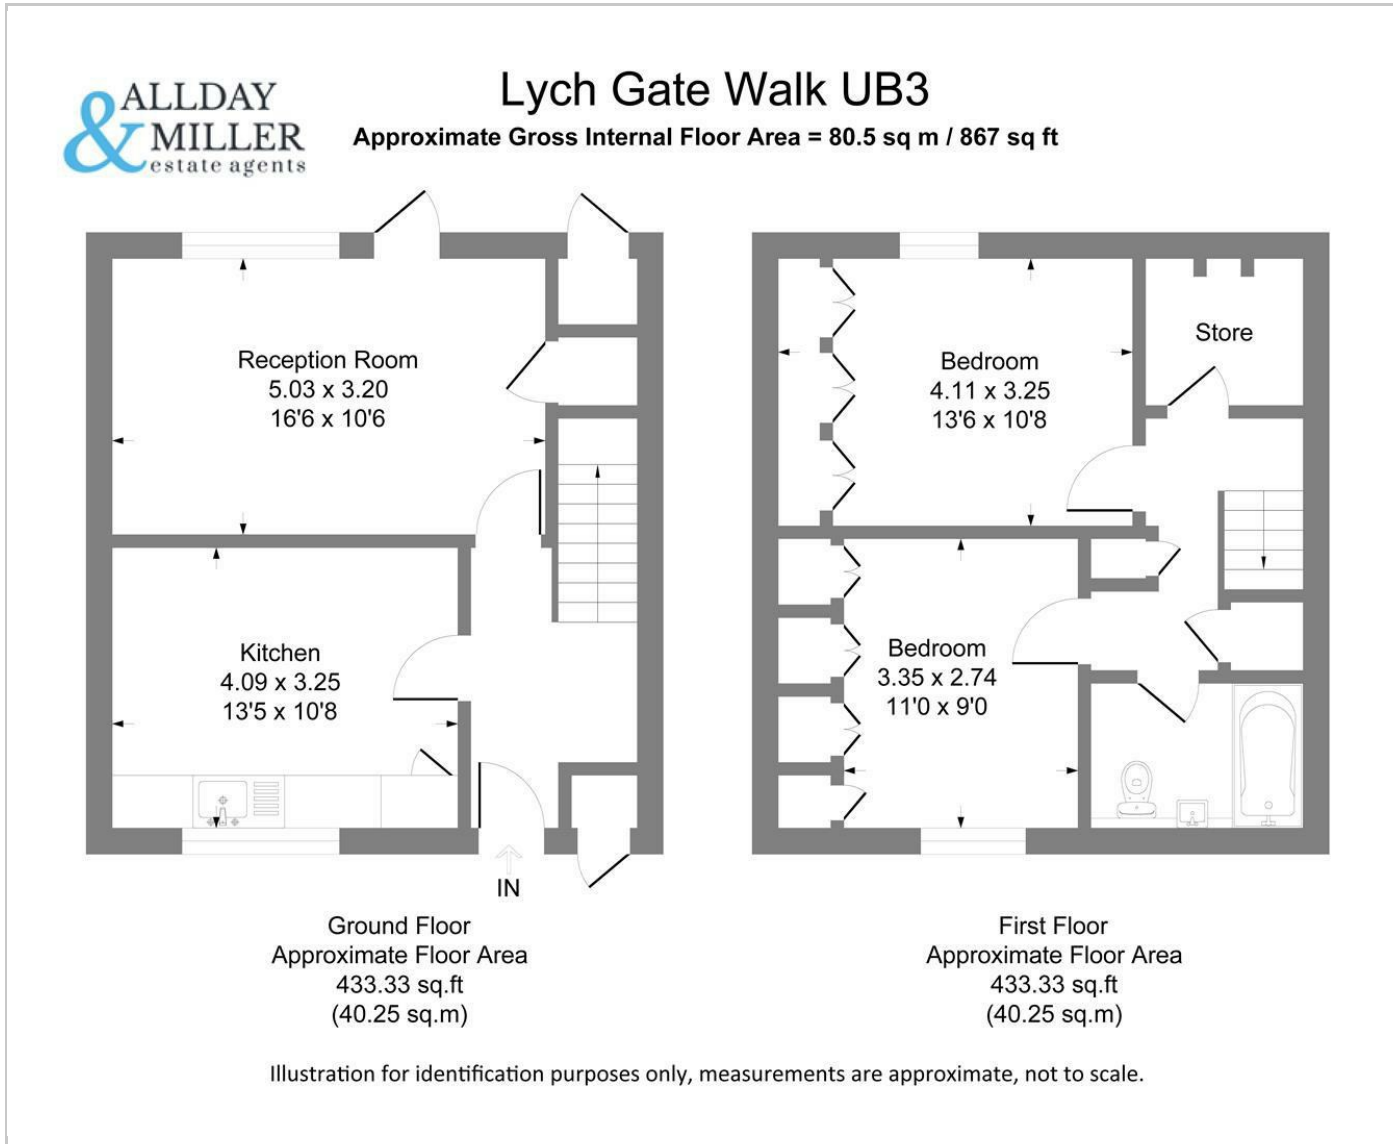 & ALLDAY
MILLER
estate agents
Lych Gate Walk UB3
Approximate Gross Internal Floor Area = 80.5 sq m / 867 sq ft
Reception Room
5.03 x 3.20
16'6 x 10'6
Kitchen
4.09 x 3.25
13'5 x 10'8
IN
Bedroom
4.11 x 3.25
13'6 x 10'8
Store
Bedroom
3.35 x 2.74
11'0 x 9'0
Ground Floor
Approximate Floor Area
433.33 sq.ft
(40.25 sq.m)
First Floor
Approximate Floor Area
433.33 sq.ft
(40.25 sq.m)
Illustration for identification purposes only, measurements are approximate, not to scale.